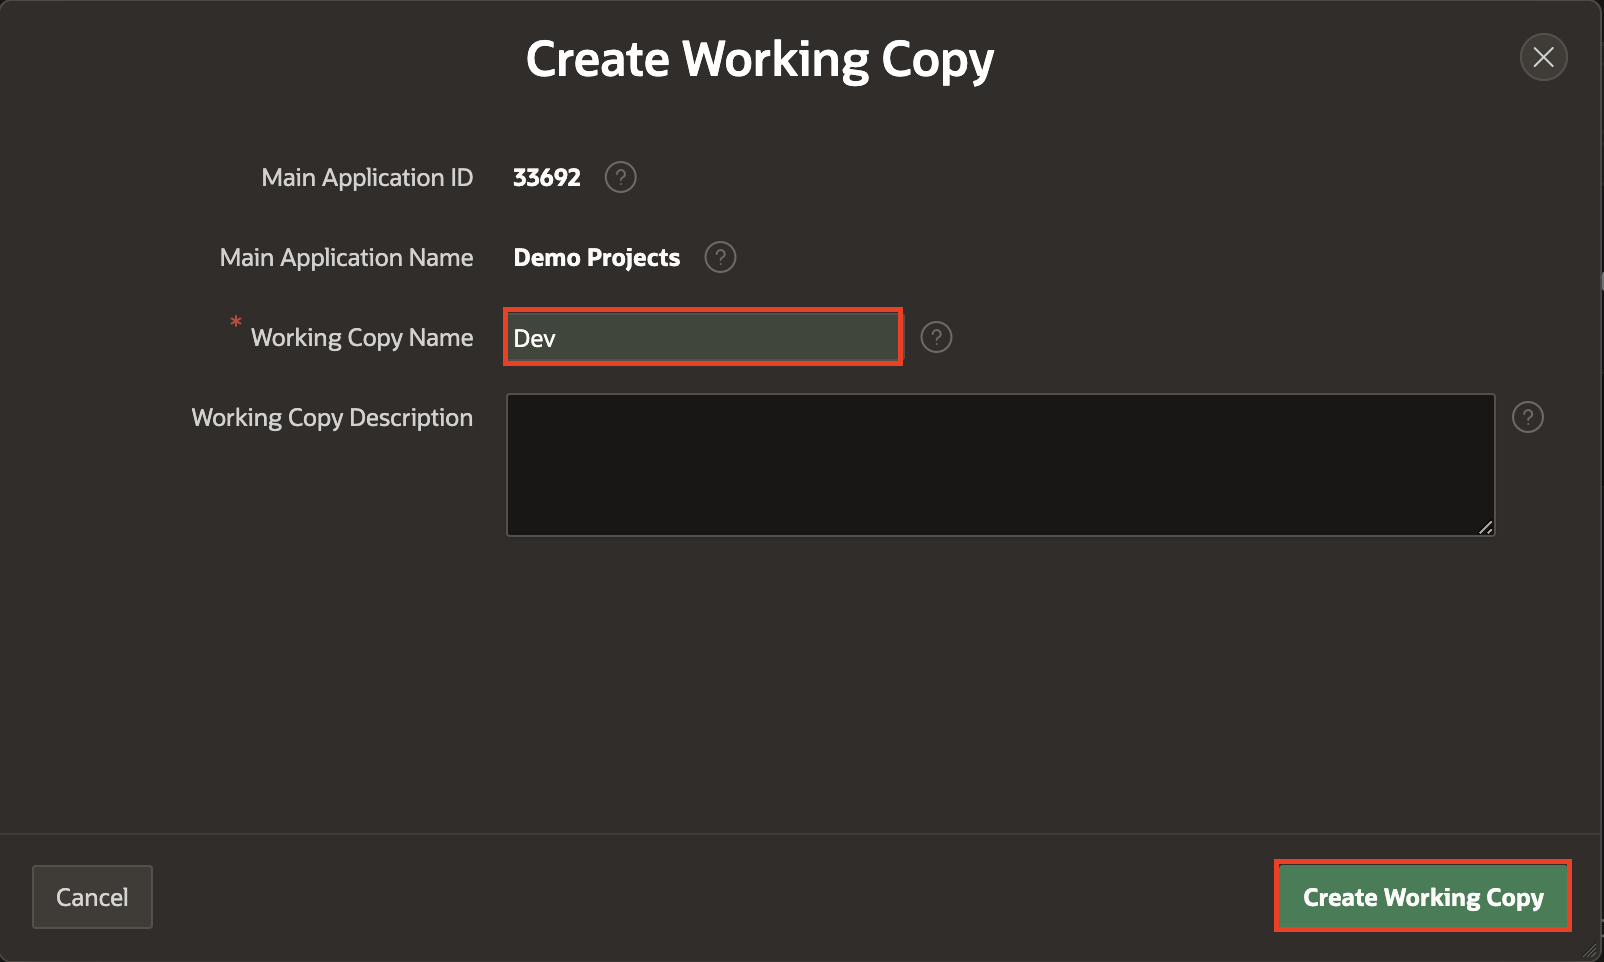 Create Working Copy
Main Application ID 33692 ?
Main Application Name Demo Projects ?
* Working Copy Name Dev ?
Working Copy Description ?
Cancel Create Working Copy